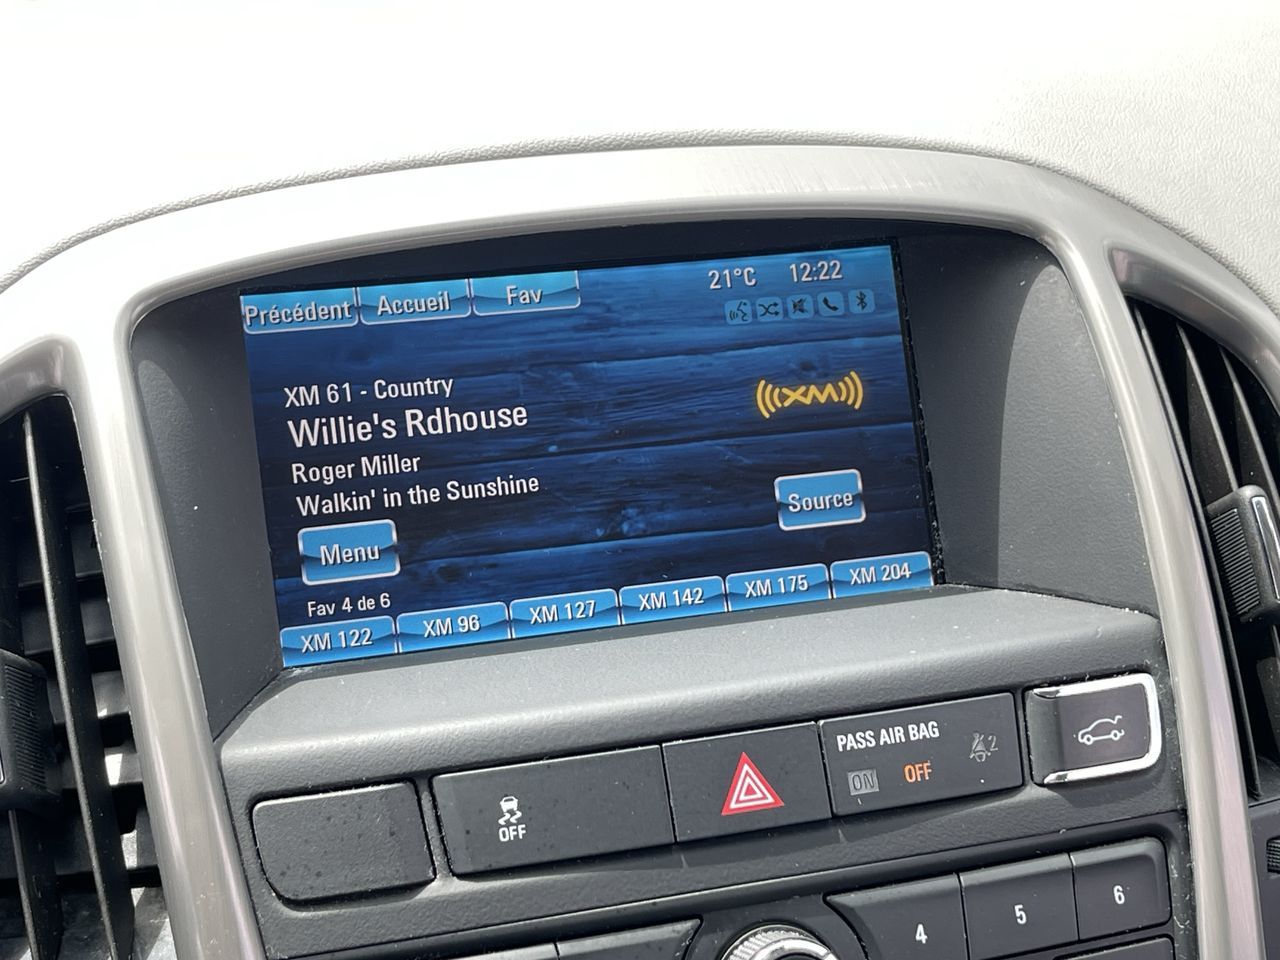 Précédent Accueil Fav 21°C 12:22
XM 61 - Country
Willie's Rdhouse
XM
Roger Miller
Walkin' in the Sunshine
Menu Source
Fav 4 de 6
XM 122 XM 96 XM 127 XM 142 XM 175 XM 204
OFF
PASS AIR BAG
ON OFF 2
4 5 6